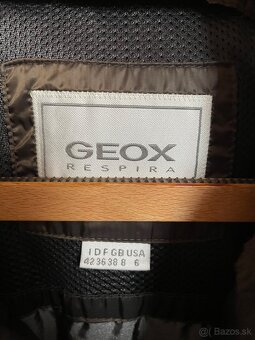 GEOX
RESPIRA
I D F GB USA
42 36 38 8 6
Bazos.sk